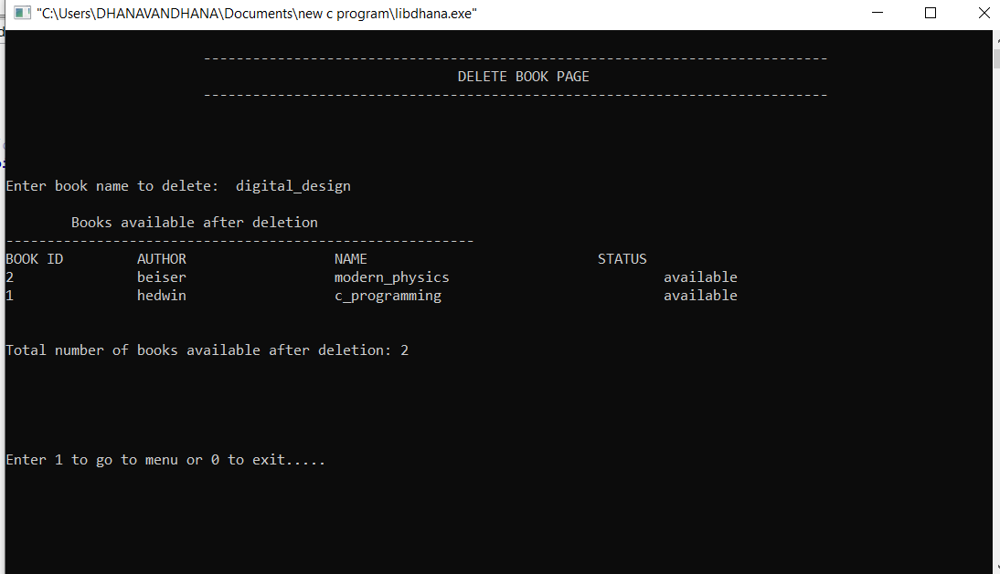 "C:\Users\DHANAVANDHANA\Documents\new c program\libdhana.exe"
----------------------------------------------------------------------------
DELETE BOOK PAGE
----------------------------------------------------------------------------
Enter book name to delete:  digital_design
Books available after deletion
---------------------------------------------------------
BOOK ID AUTHOR NAME STATUS
2 beiser modern_physics available
1 hedwin c_programming available
Total number of books available after deletion: 2
Enter 1 to go to menu or 0 to exit.....